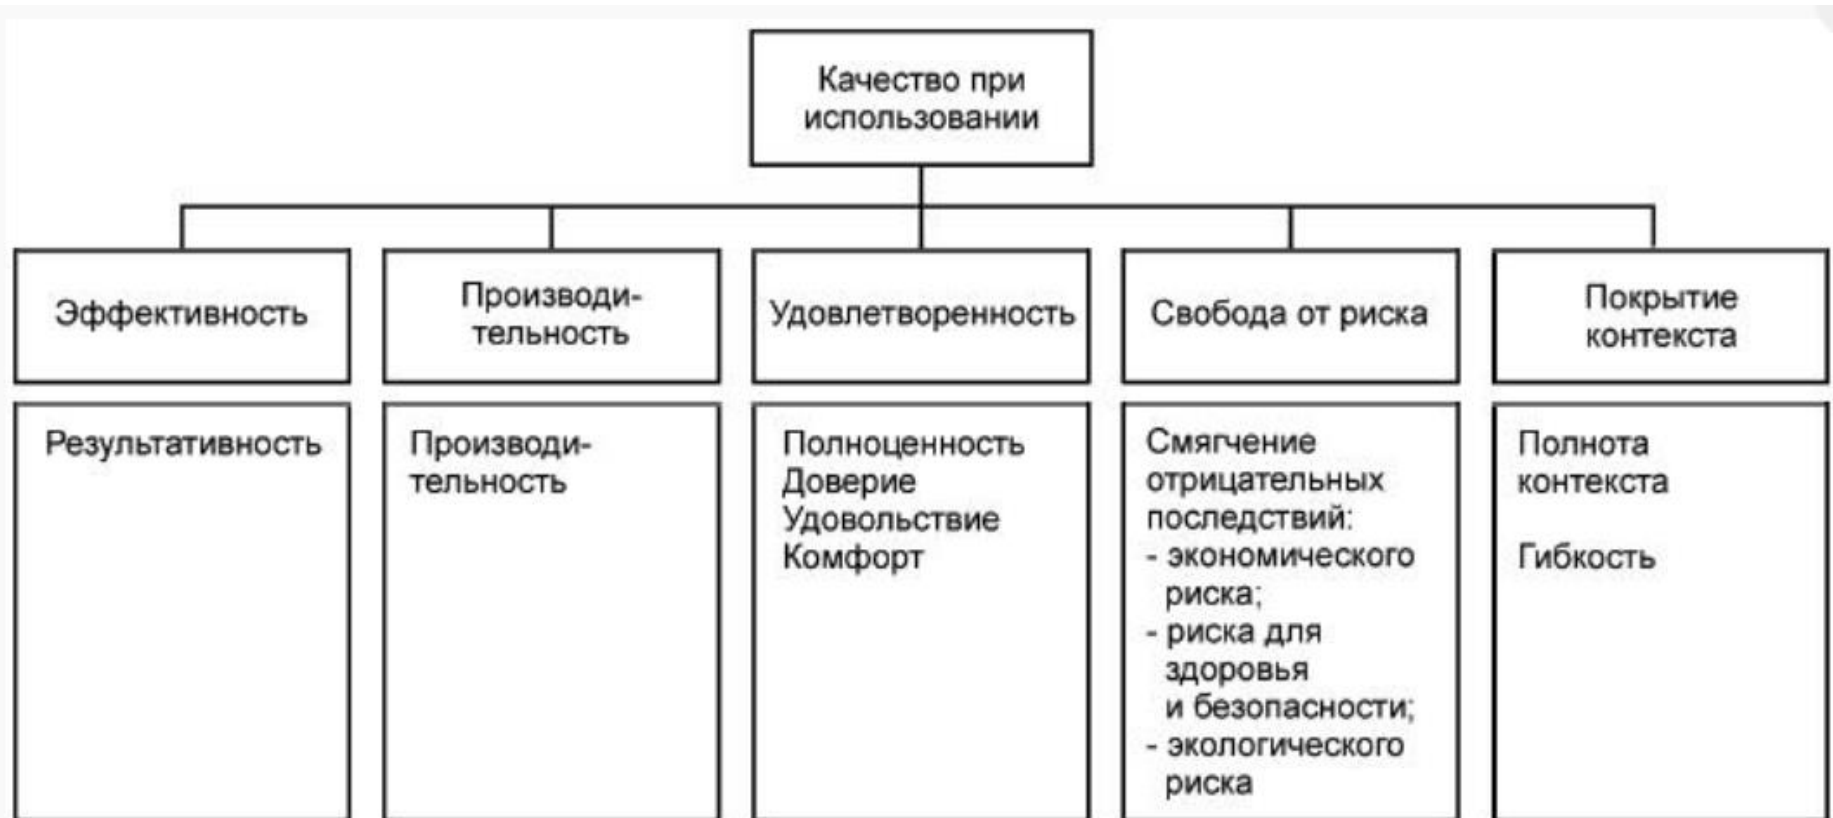 Качество при
использовании
Эффективность
Производи-
тельность
Удовлетворенность
Свобода от риска
Покрытие
контекста
Результативность
Производи-
тельность
Полноценность
Доверие
Удовольствие
Комфорт
Смягчение
отрицательных
последствий:
- экономического
риска;
- риска для
здоровья
и безопасности;
- экологического
риска
Полнота
контекста
Гибкость